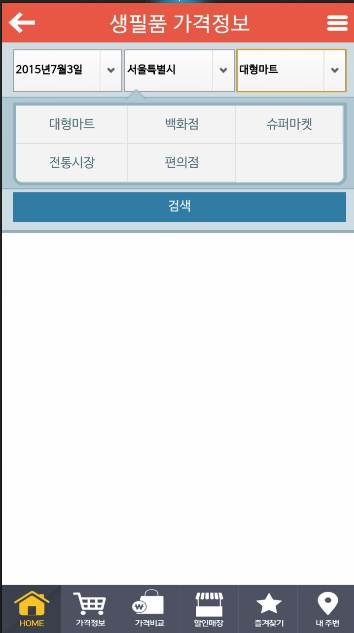 생필품 가격정보
2015년7월3일 서울특별시 대형마트
대형마트 백화점 슈퍼마켓
전통시장 편의점
검색
HOME 가격정보 가격비교 할인매장 즐겨찾기 내 주변